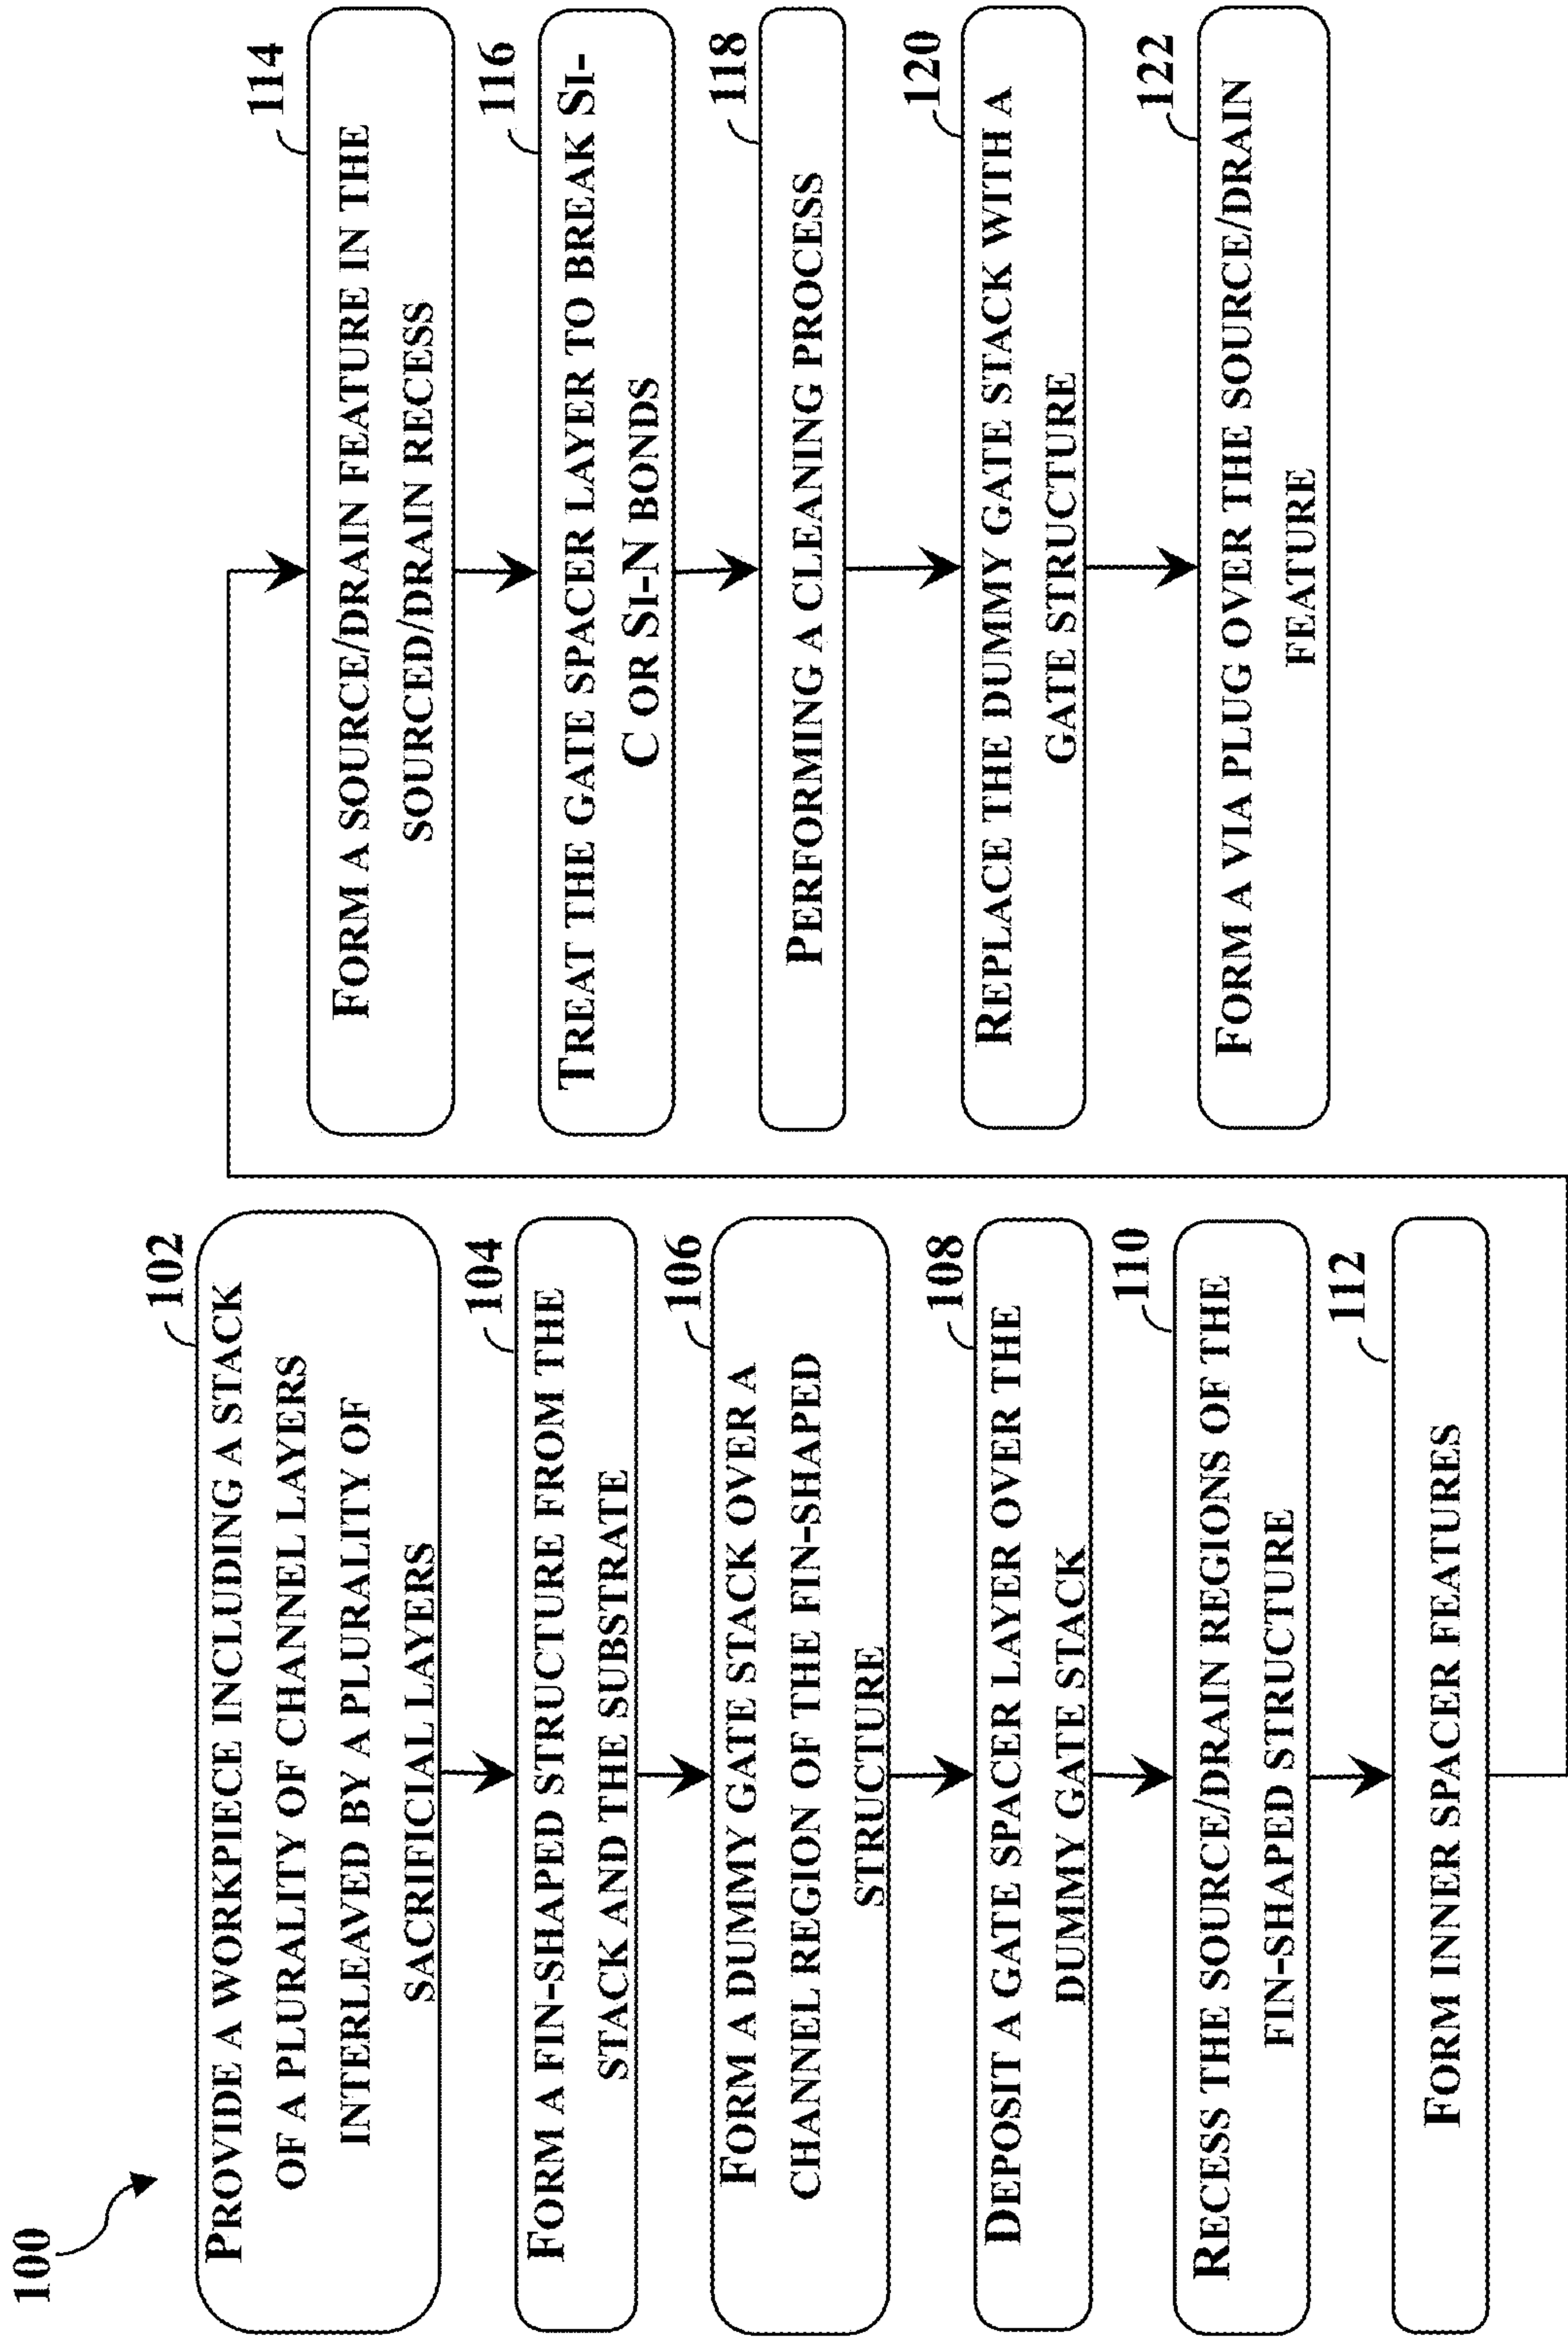 100
102
PROVIDE A WORKPIECE INCLUDING A STACK
OF A PLURALITY OF CHANNEL LAYERS
INTERLEAVED BY A PLURALITY OF
SACRIFICIAL LAYERS
104
FORM A FIN-SHAPED STRUCTURE FROM THE
STACK AND THE SUBSTRATE
106
FORM A DUMMY GATE STACK OVER A
CHANNEL REGION OF THE FIN-SHAPED
STRUCTURE
108
DEPOSIT A GATE SPACER LAYER OVER THE
DUMMY GATE STACK
110
RECESS THE SOURCE/DRAIN REGIONS OF THE
FIN-SHAPED STRUCTURE
112
FORM INNER SPACER FEATURES
114
FORM A SOURCE/DRAIN FEATURE IN THE
SOURCED/DRAIN RECESS
116
TREAT THE GATE SPACER LAYER TO BREAK SI-
C OR SI-N BONDS
118
PERFORMING A CLEANING PROCESS
120
REPLACE THE DUMMY GATE STACK WITH A
GATE STRUCTURE
122
FORM A VIA PLUG OVER THE SOURCE/DRAIN
FEATURE